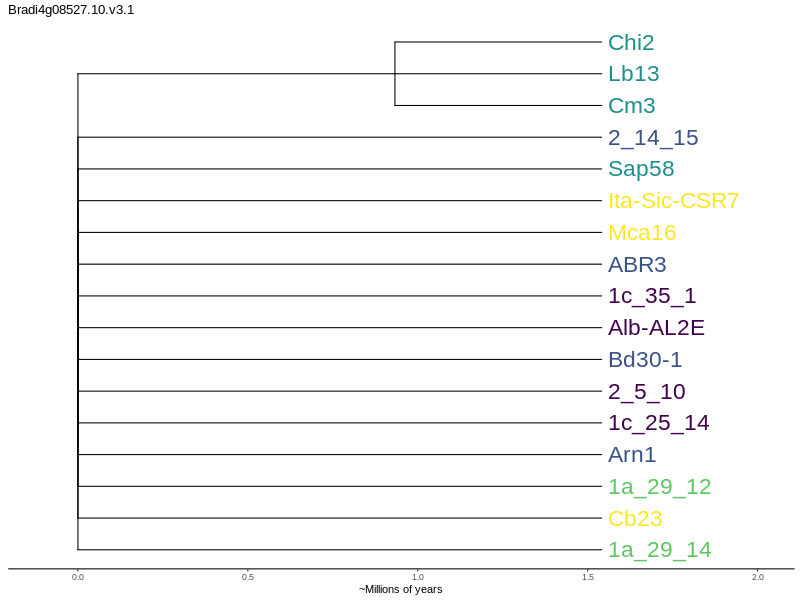 Bradi4g08527.10.v3.1
Chi2
Lb13
Cm3
2_14_15
Sap58
Ita-Sic-CSR7
Mca16
ABR3
1c_35_1
Alb-AL2E
Bd30-1
2_5_10
1c_25_14
Arn1
1a_29_12
Cb23
1a_29_14
0.0 0.5 1.0 1.5 2.0
~Millions of years